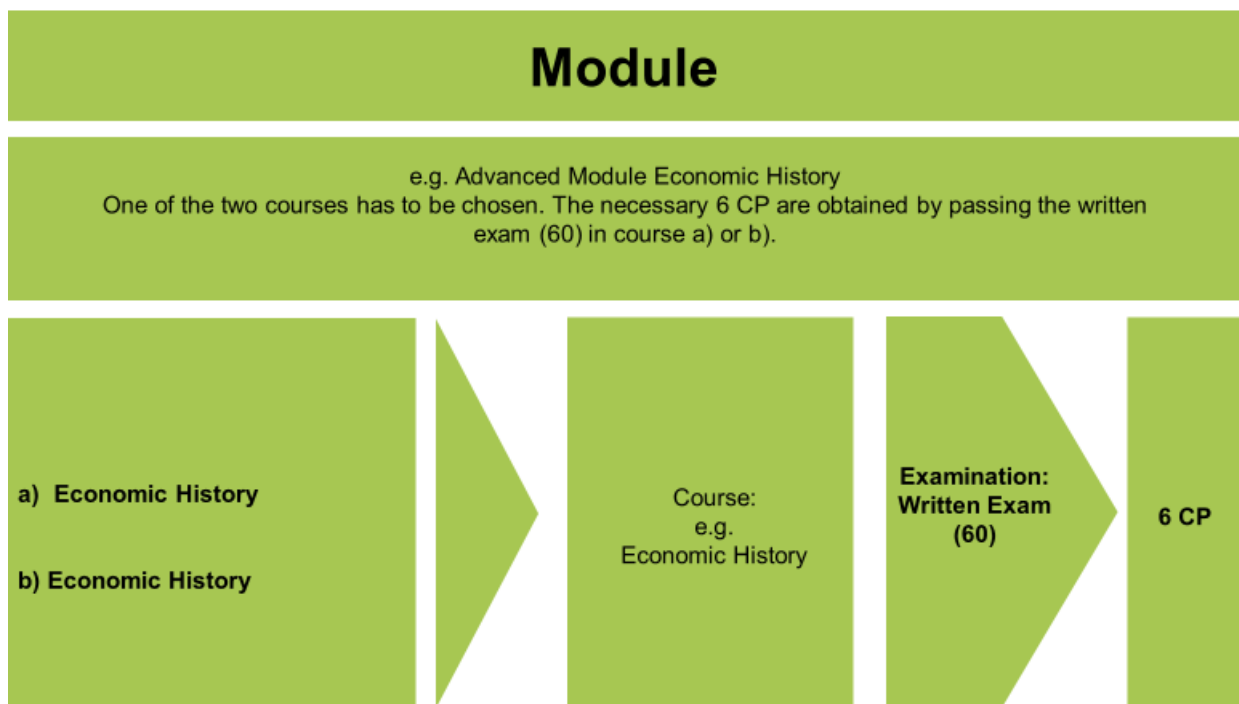 Module
e.g. Advanced Module Economic History
One of the two courses has to be chosen. The necessary 6 CP are obtained by passing the written
exam (60) in course a) or b).
a) Economic History
b) Economic History
Course:
e.g.
Economic History
Examination:
Written Exam
(60)
6 CP